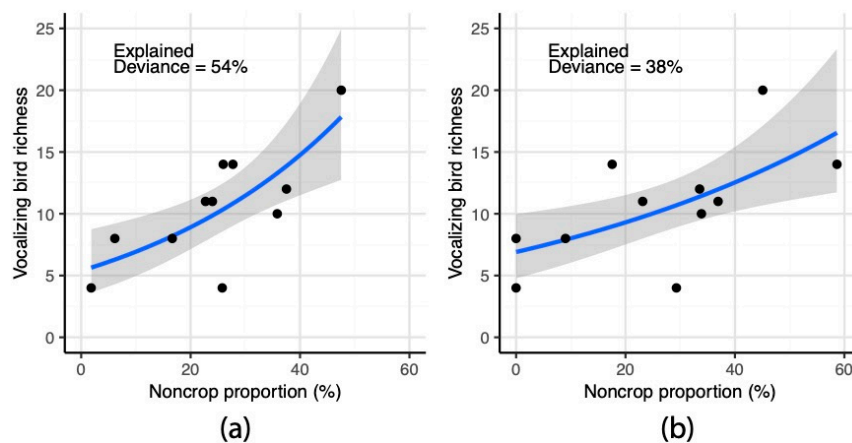 Explained
Deviance = 54%
25
20
15
10
5
0
Vocalizing bird richness
0 20 40 60
Noncrop proportion (%)
(a)
Explained
Deviance = 38%
25
20
15
10
5
0
Vocalizing bird richness
0 20 40 60
Noncrop proportion (%)
(b)